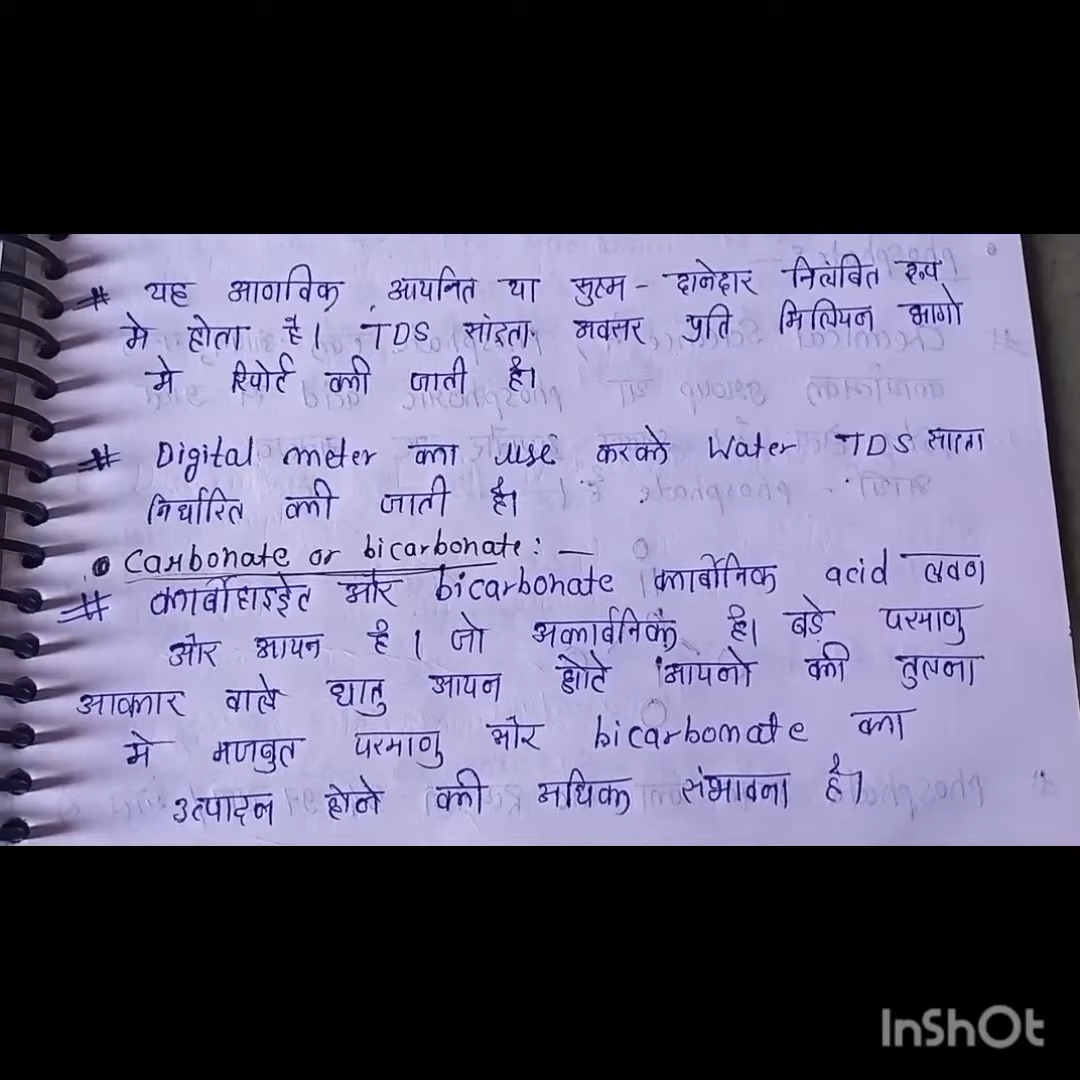 # यह आणविक, आयनित या सुक्ष्म - दानेदार निलंबित रूप
मे होता है। TDS सांद्रता अक्सर प्रति मिलियन भागो
मे रिपोर्ट की जाती है।
# Digital meter का use करके Water TDS
निर्धारित की जाती है।
• Carbonate or bicarbonate : —
# और bicarbonate कार्बोनिक acid लवण
और आयन है। जो अकार्बनिक है। बडे परमाणु
आकार वाले धातु आयन छोटे आयनो की तुलना
मे मजबुत परमाणु और bicarbonate का
उत्पादन होने की अधिक संभावना है।
InShOt